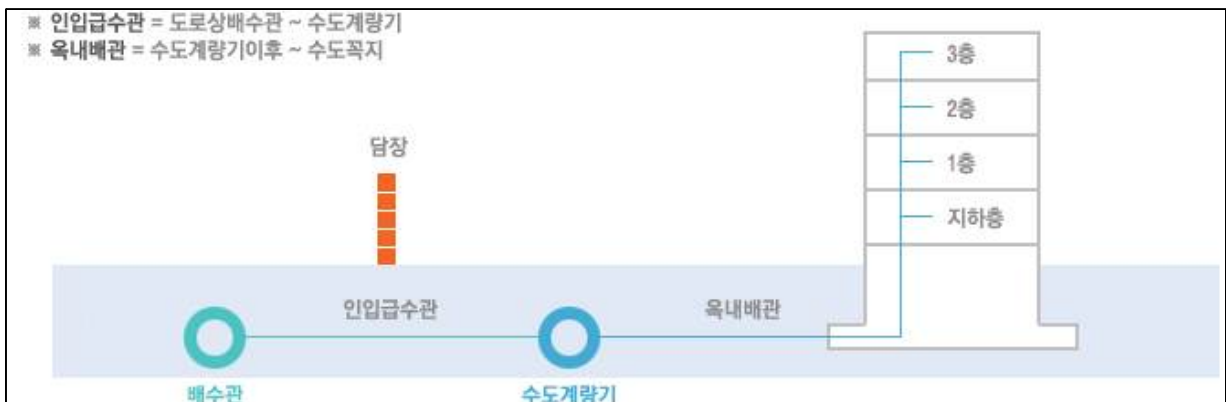 ※ 인입급수관 = 도로상배수관 ~ 수도계량기
※ 옥내배관 = 수도계량기이후 ~ 수도꼭지
3층
2층
담장
1층
지하층
인입급수관
옥내배관
배수관
수도계량기